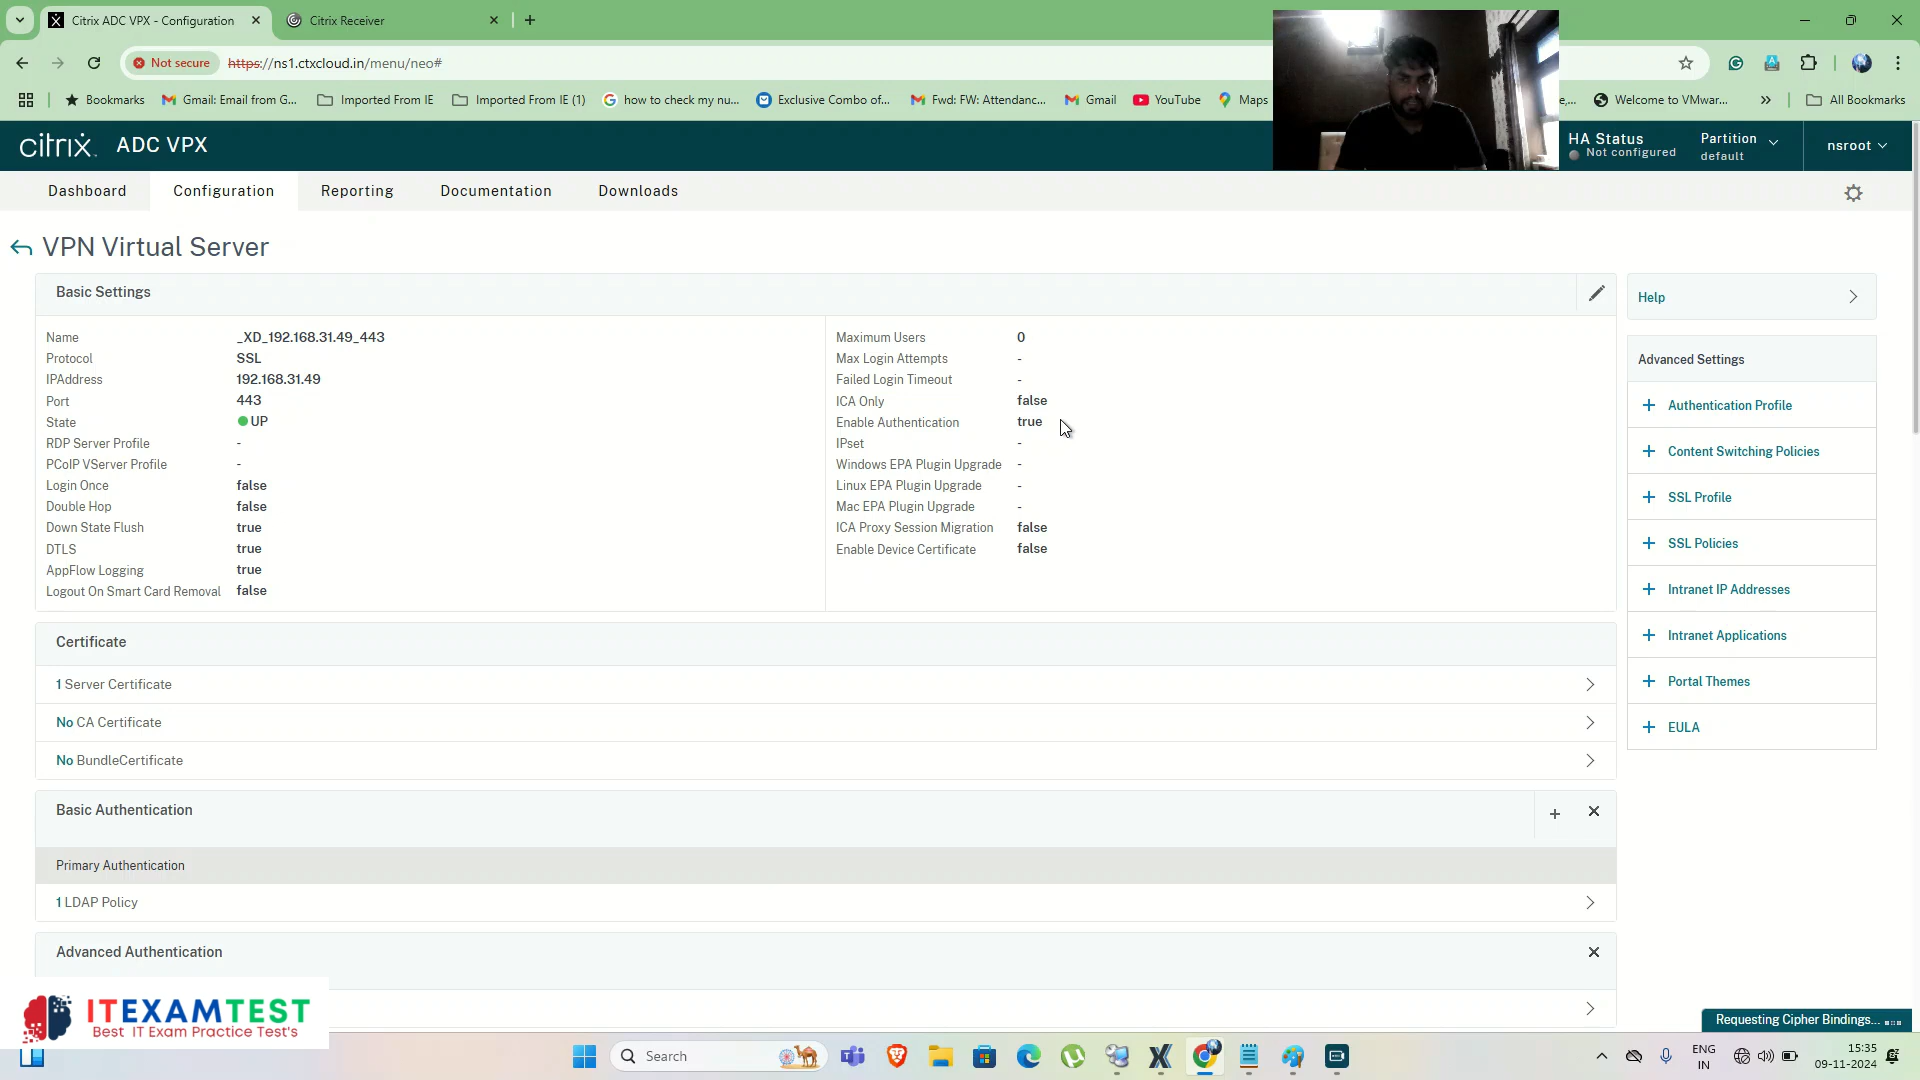 Citrix ADC VPX - Configuration
Citrix Receiver
Not secure
https://ns1.ctxcloud.in/menu/neo#
Bookmarks
Gmail: Email from G...
Imported From IE
Imported From IE (1)
how to check my nu...
Exclusive Combo of...
Fwd: FW: Attendanc...
Gmail
YouTube
Maps
e,...
Welcome to VMwar...
All Bookmarks
citrix ADC VPX
HA Status
Not configured
Partition
default
nsroot
Dashboard
Configuration
Reporting
Documentation
Downloads
VPN Virtual Server
Basic Settings
Name _XD_192.168.31.49_443
Protocol SSL
IPAddress 192.168.31.49
Port 443
State UP
RDP Server Profile -
PCoIP VServer Profile -
Login Once false
Double Hop false
Down State Flush true
DTLS true
AppFlow Logging true
Logout On Smart Card Removal false
Maximum Users 0
Max Login Attempts -
Failed Login Timeout -
ICA Only false
Enable Authentication true
IPset -
Windows EPA Plugin Upgrade -
Linux EPA Plugin Upgrade -
Mac EPA Plugin Upgrade -
ICA Proxy Session Migration false
Enable Device Certificate false
Certificate
1 Server Certificate
No CA Certificate
No BundleCertificate
Basic Authentication
Primary Authentication
1 LDAP Policy
Advanced Authentication
Help
Advanced Settings
Authentication Profile
Content Switching Policies
SSL Profile
SSL Policies
Intranet IP Addresses
Intranet Applications
Portal Themes
EULA
ITEXAMTEST
Best IT Exam Practice Test's
Requesting Cipher Bindings...
Search
ENG
IN
15:35
09-11-2024